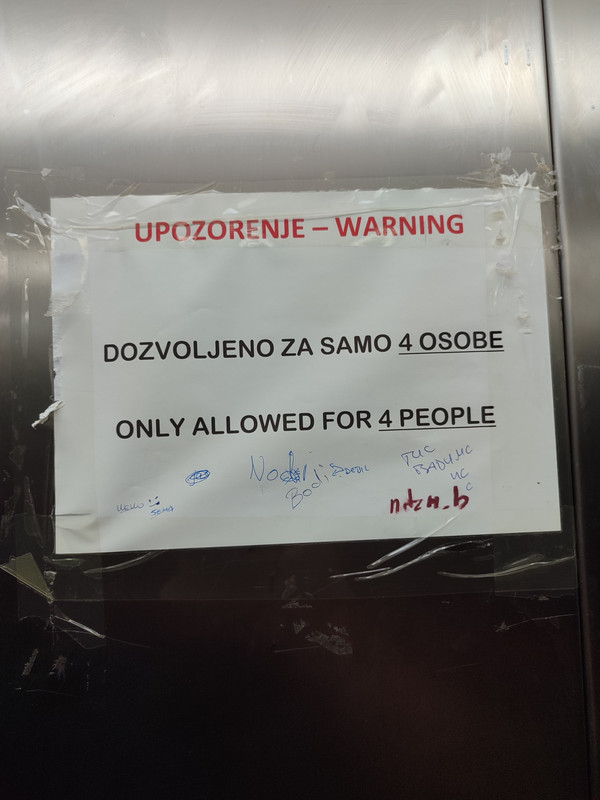 UPOZORENJE – WARNING
DOZVOLJENO ZA SAMO 4 OSOBE
ONLY ALLOWED FOR 4 PEOPLE